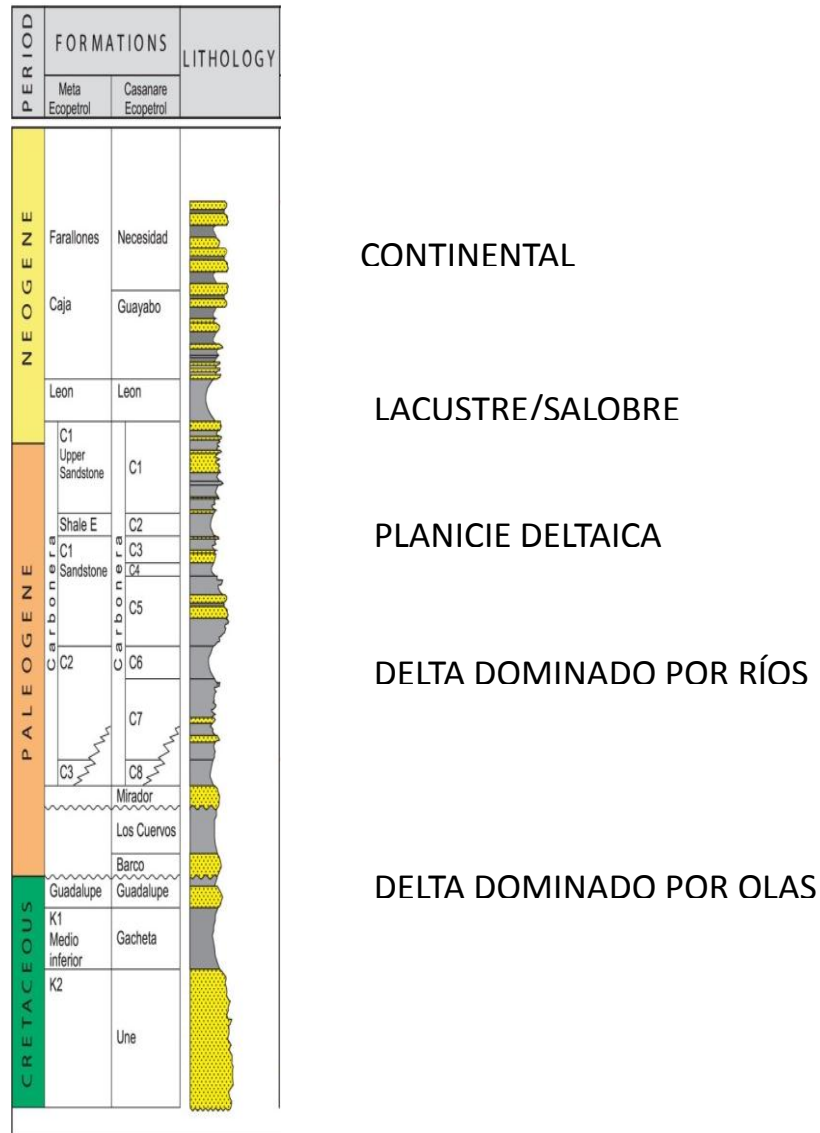 PERIOD
FORMATIONS
LITHOLOGY
Meta
Ecopetrol
Casanare
Ecopetrol
NEOGENE
Farallones
Necesidad
Caja
Guayabo
Leon
Leon
PALEOGENE
Carbonera
C1
Upper
Sandstone
Shale E
C1
Sandstone
C2
C3
Carbonera
C1
C2
C3
C4
C5
C6
C7
C8
Mirador
Los Cuervos
Barco
CRETACEOUS
Guadalupe
Guadalupe
K1
Medio
inferior
Gacheta
K2
Une
CONTINENTAL
LACUSTRE/SALOBRE
PLANICIE DELTAICA
DELTA DOMINADO POR RÍOS
DELTA DOMINADO POR OLAS